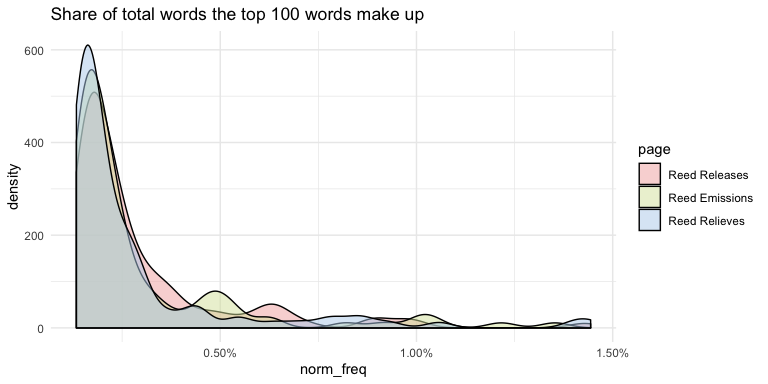 Share of total words the top 100 words make up
600
400
200
0
density
0.50%
1.00%
1.50%
norm_freq
page
Reed Releases
Reed Emissions
Reed Relieves